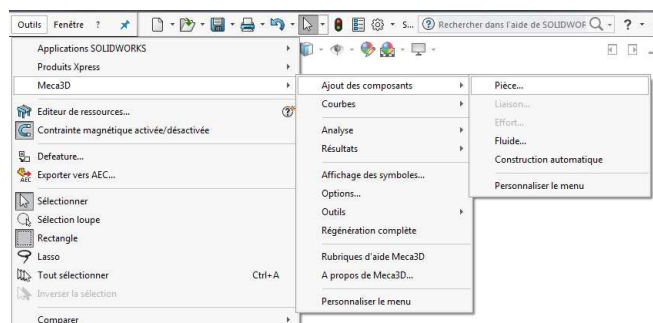 Outils Fenêtre ? S... Rechercher dans l'aide de SOLIDWOF ?
Applications SOLIDWORKS
Produits Xpress
Meca3D
Editeur de ressources...
Contrainte magnétique activée/désactivée
Defeature...
Exporter vers AEC...
Sélectionner
Sélection loupe
Rectangle
Lasso
Tout sélectionner Ctrl+A
Inverser la sélection
Comparer
Ajout des composants
Courbes
Analyse
Résultats
Affichage des symboles...
Options...
Outils
Régénération complète
Rubriques d'aide Meca3D
A propos de Meca3D...
Personnaliser le menu
Pièce...
Liaison...
Effort...
Fluide...
Construction automatique
Personnaliser le menu